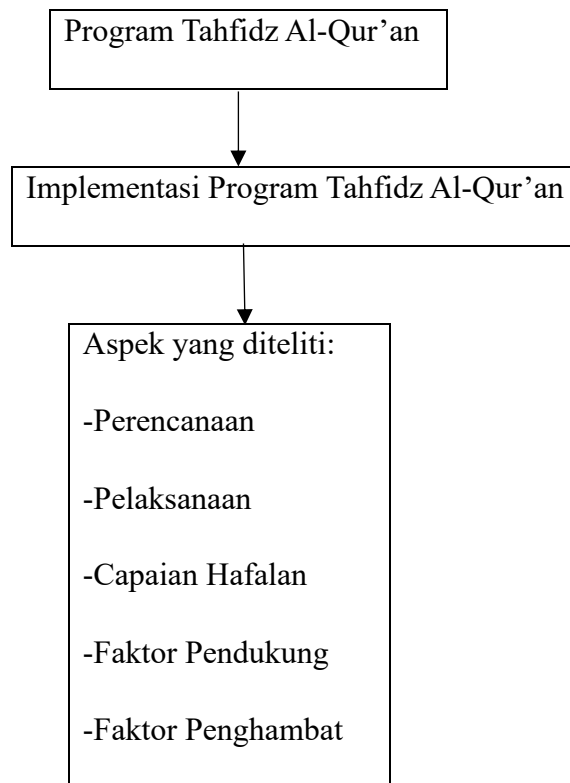 Program Tahfidz Al-Qur’an
Implementasi Program Tahfidz Al-Qur’an
Aspek yang diteliti:
-Perencanaan
-Pelaksanaan
-Capaian Hafalan
-Faktor Pendukung
-Faktor Penghambat